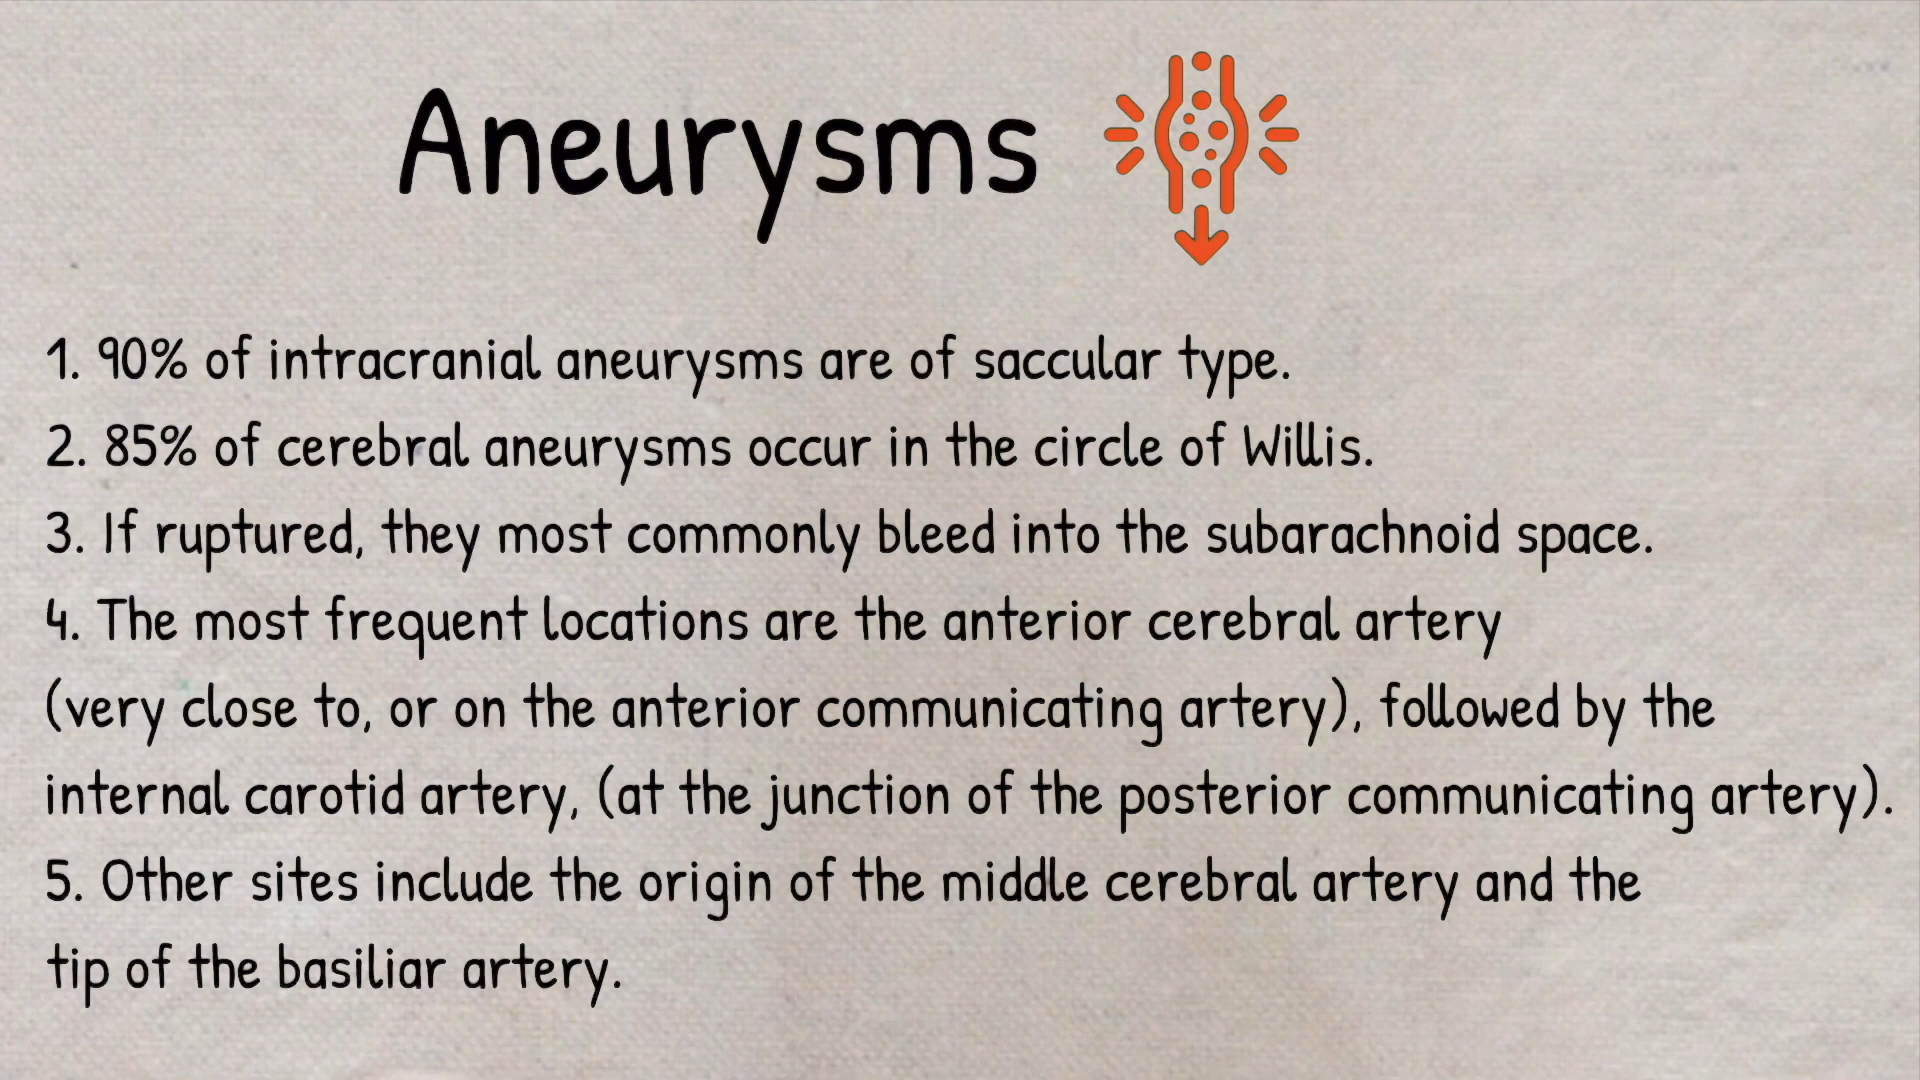 Aneurysms
1. 90% of intracranial aneurysms are of saccular type.
2. 85% of cerebral aneurysms occur in the circle of Willis.
3. If ruptured, they most commonly bleed into the subarachnoid space.
4. The most frequent locations are the anterior cerebral artery
(very close to, or on the anterior communicating artery), followed by the
internal carotid artery, (at the junction of the posterior communicating artery).
5. Other sites include the origin of the middle cerebral artery and the
tip of the basiliar artery.